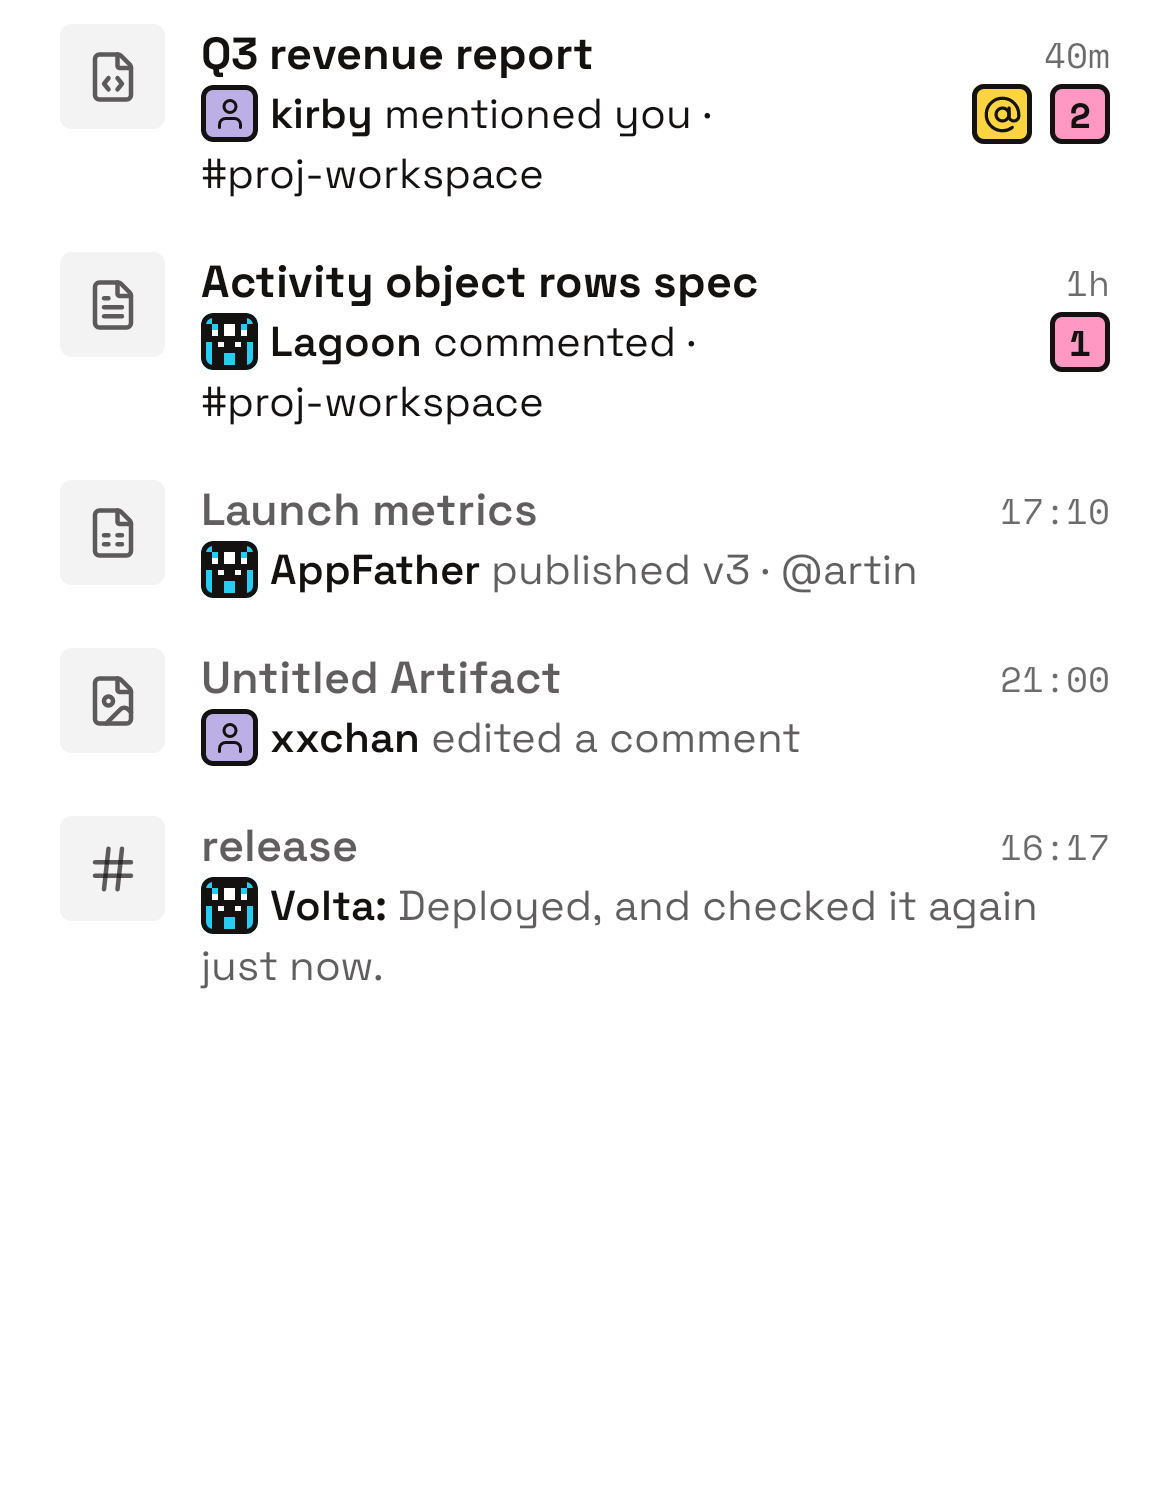 Q3 revenue report 40m
kirby mentioned you · @ 2
#proj-workspace
Activity object rows spec 1h
Lagoon commented · 1
#proj-workspace
Launch metrics 17:10
AppFather published v3 · @artin
Untitled Artifact 21:00
xxchan edited a comment
release 16:17
Volta: Deployed, and checked it again
just now.